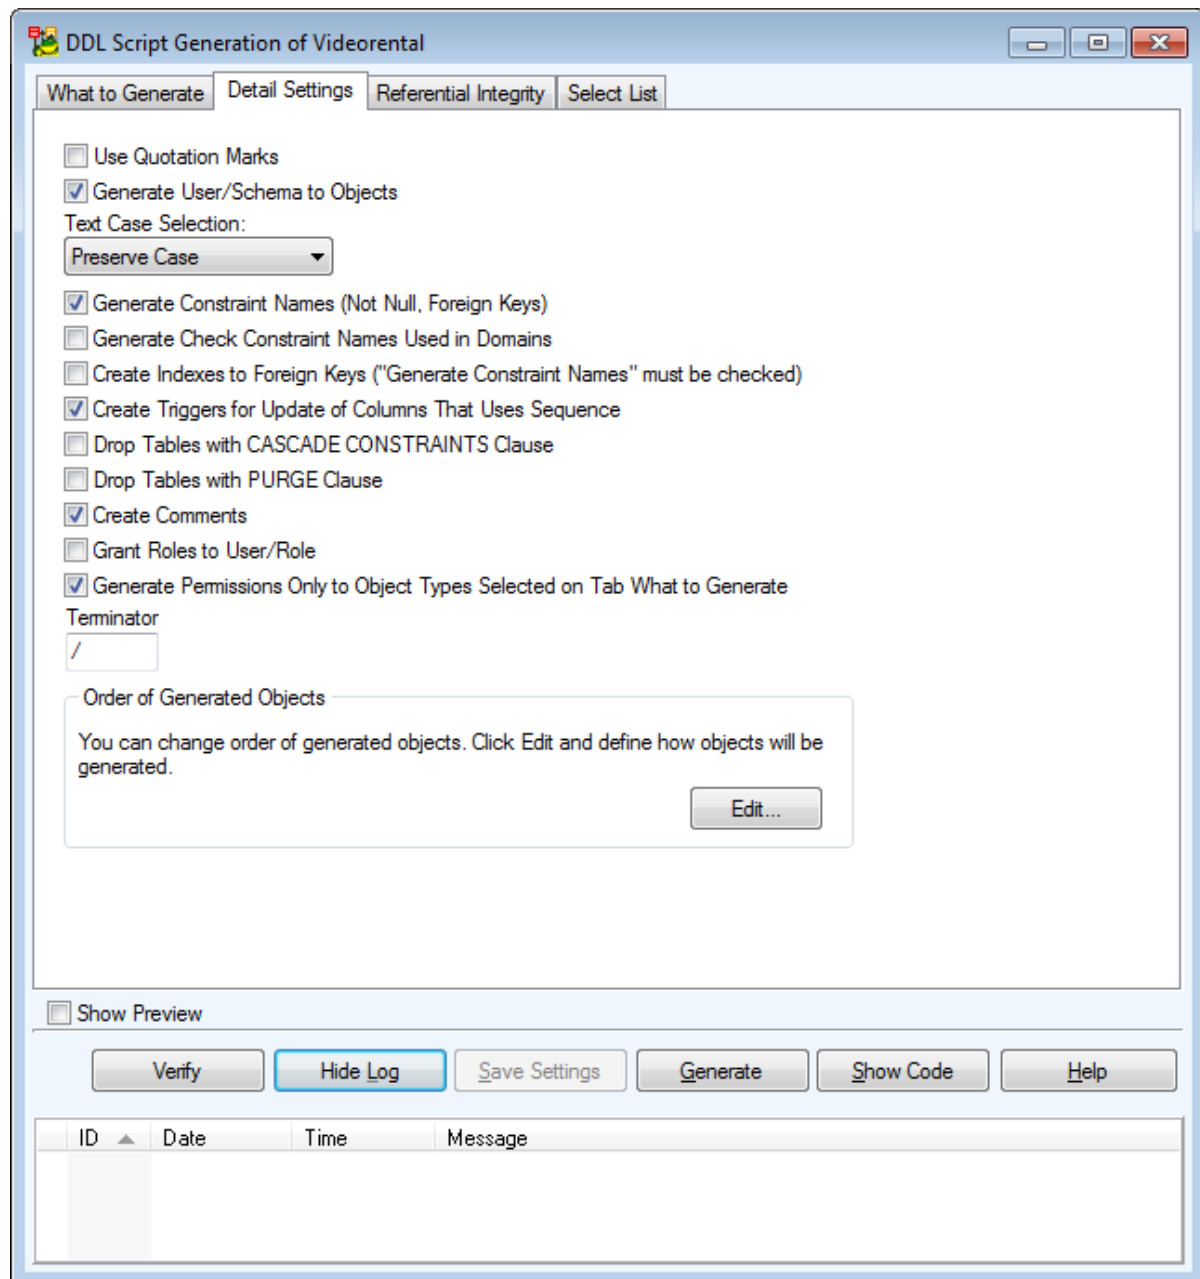 DDL Script Generation of Videorental
What to Generate Detail Settings Referential Integrity Select List
Use Quotation Marks
Generate User/Schema to Objects
Text Case Selection:
Preserve Case
Generate Constraint Names (Not Null, Foreign Keys)
Generate Check Constraint Names Used in Domains
Create Indexes to Foreign Keys ("Generate Constraint Names" must be checked)
Create Triggers for Update of Columns That Uses Sequence
Drop Tables with CASCADE CONSTRAINTS Clause
Drop Tables with PURGE Clause
Create Comments
Grant Roles to User/Role
Generate Permissions Only to Object Types Selected on Tab What to Generate
Terminator
/
Order of Generated Objects
You can change order of generated objects. Click Edit and define how objects will be
generated.
Edit...
Show Preview
Verify Hide Log Save Settings Generate Show Code Help
ID Date Time Message